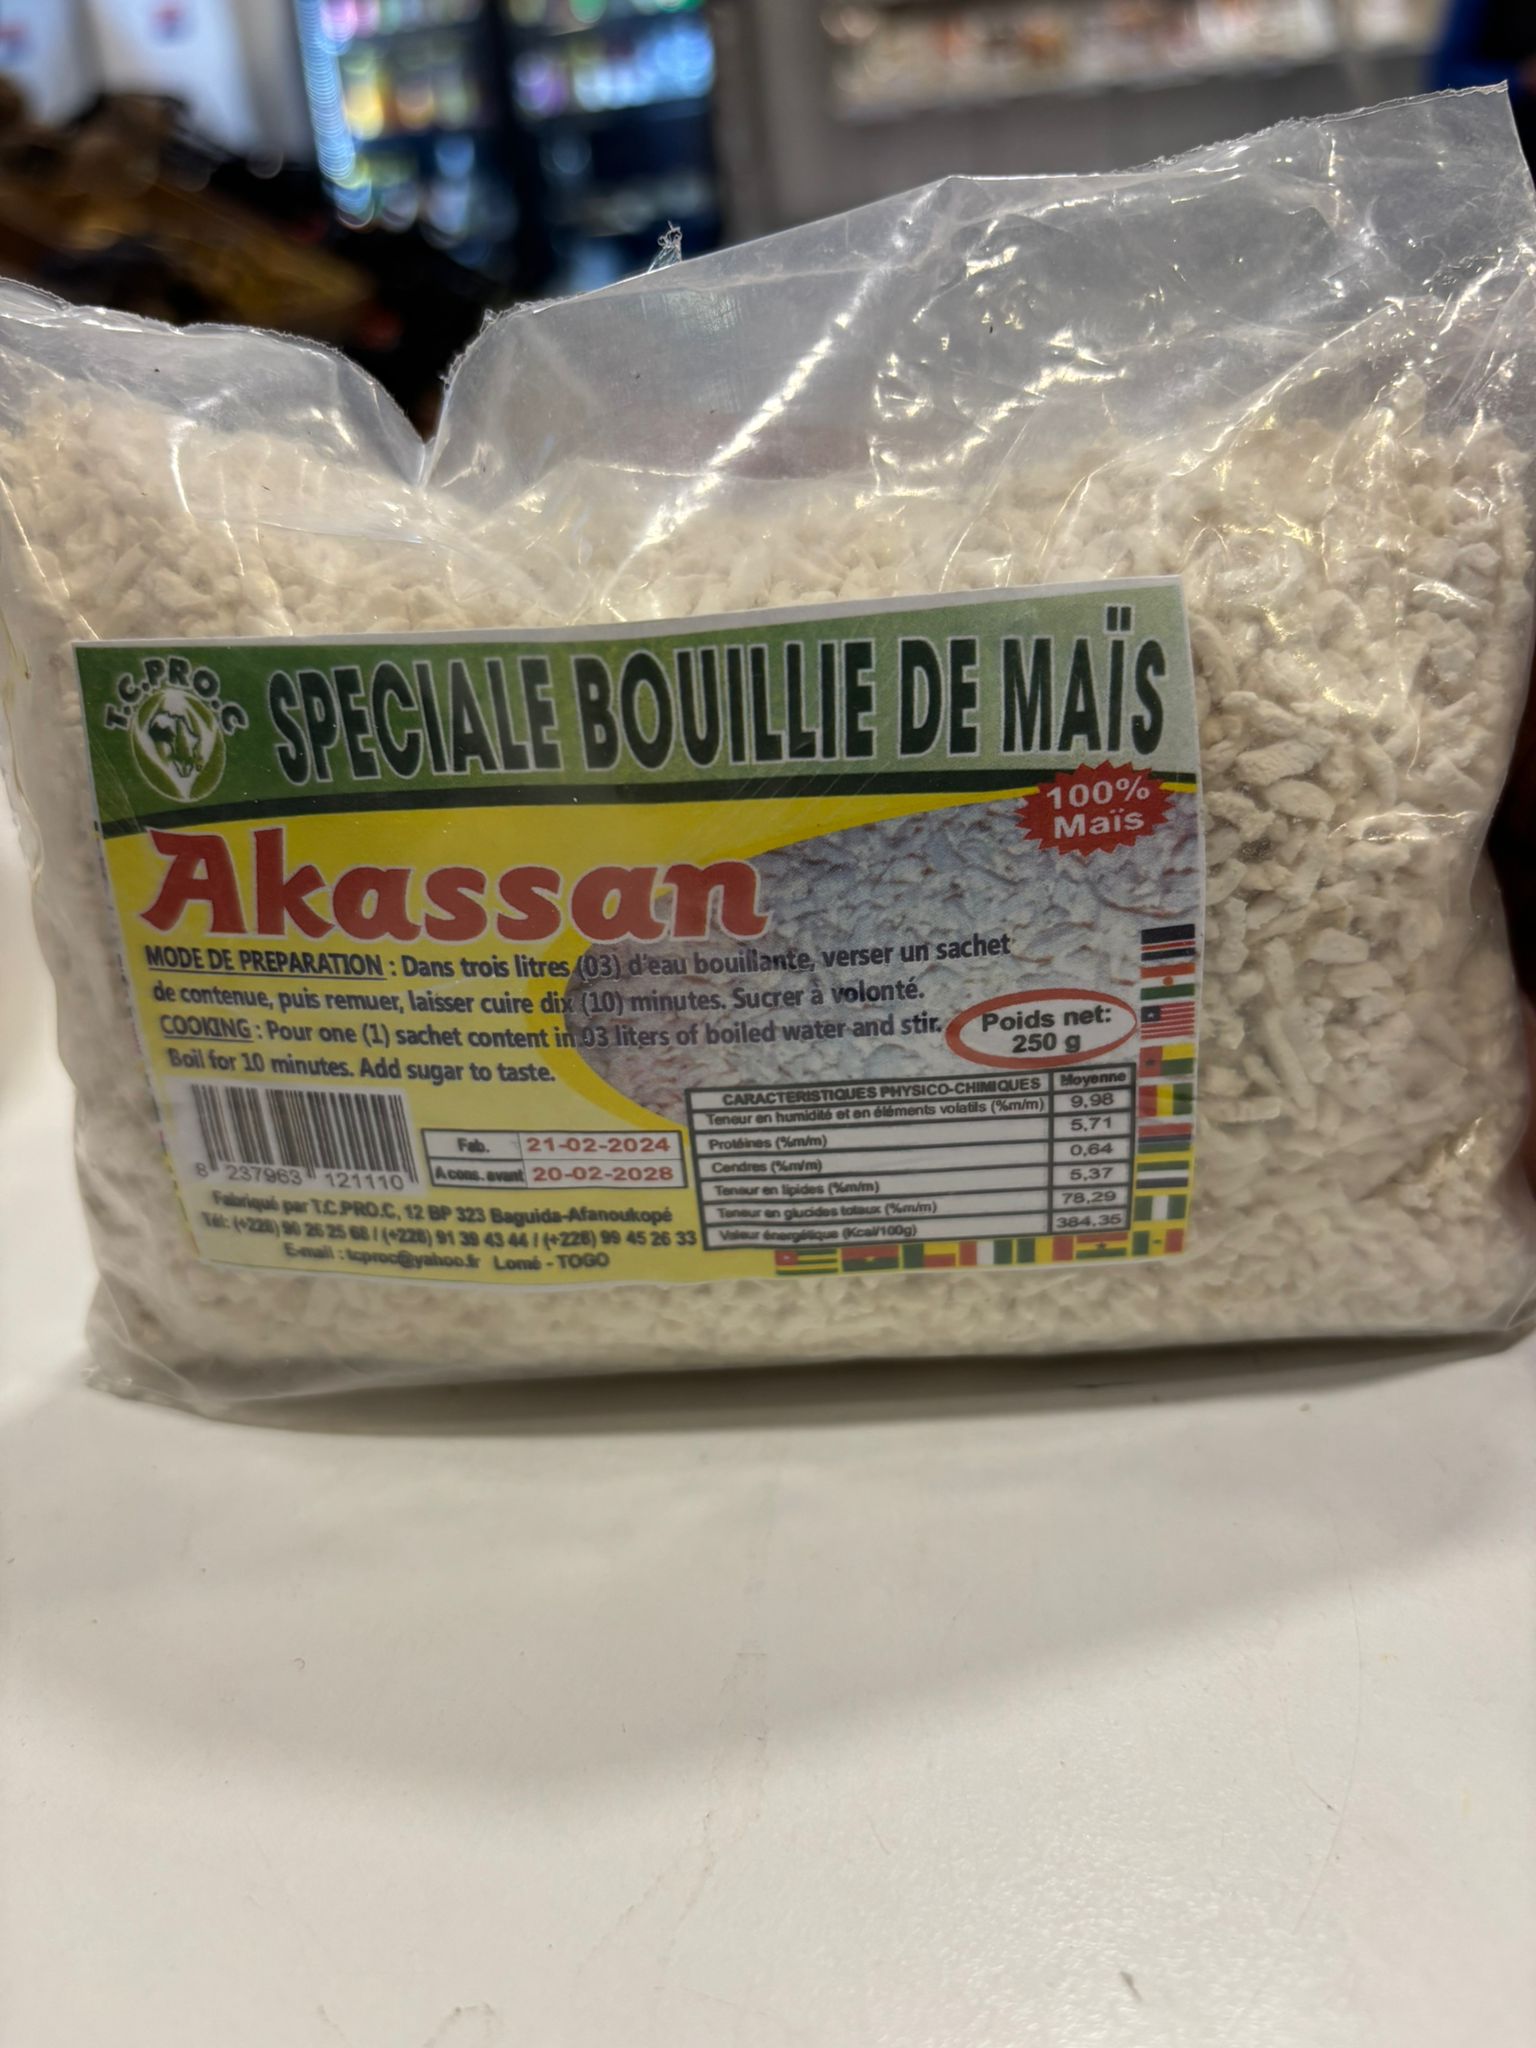 T.C.PRO.C
SPECIALE BOUILLIE DE MAÏS
100%
Maïs
Akassan
MODE DE PREPARATION : Dans trois litres (03) d'eau bouillante, verser un sachet
de contenue, puis remuer, laisser cuire dix (10) minutes. Sucrer à volonté.
COOKING : Pour one (1) sachet content in 03 liters of boiled water and stir.
Boil for 10 minutes. Add sugar to taste.
Poids net:
250 g
CARACTERISTIQUES PHYSICO-CHIMIQUES Moyenne
Teneur en humidité et en éléments volatils (%m/m) 9,98
Protéines (%m/m) 5,71
Cendres (%m/m) 0,64
Teneur en lipides (%m/m) 5,37
Teneur en glucides totaux (%m/m) 78,29
Valeur énergétique (Kcal/100g) 384,35
8 237963 121110
Fab. 21-02-2024
A cons. avant 20-02-2028
Fabriqué par T.C.PRO.C, 12 BP 323 Baguida-Afanoukopé
Tél: (+228) 90 26 25 68 / (+228) 91 39 43 44 / (+228) 99 45 26 33
E-mail : tcproc@yahoo.fr Lomé - TOGO